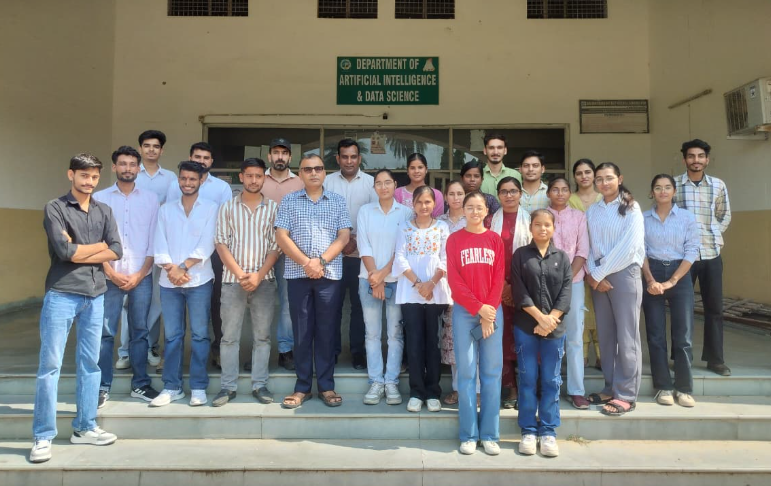 DEPARTMENT OF
ARTIFICIAL INTELLIGENCE
& DATA SCIENCE
FEARLESS